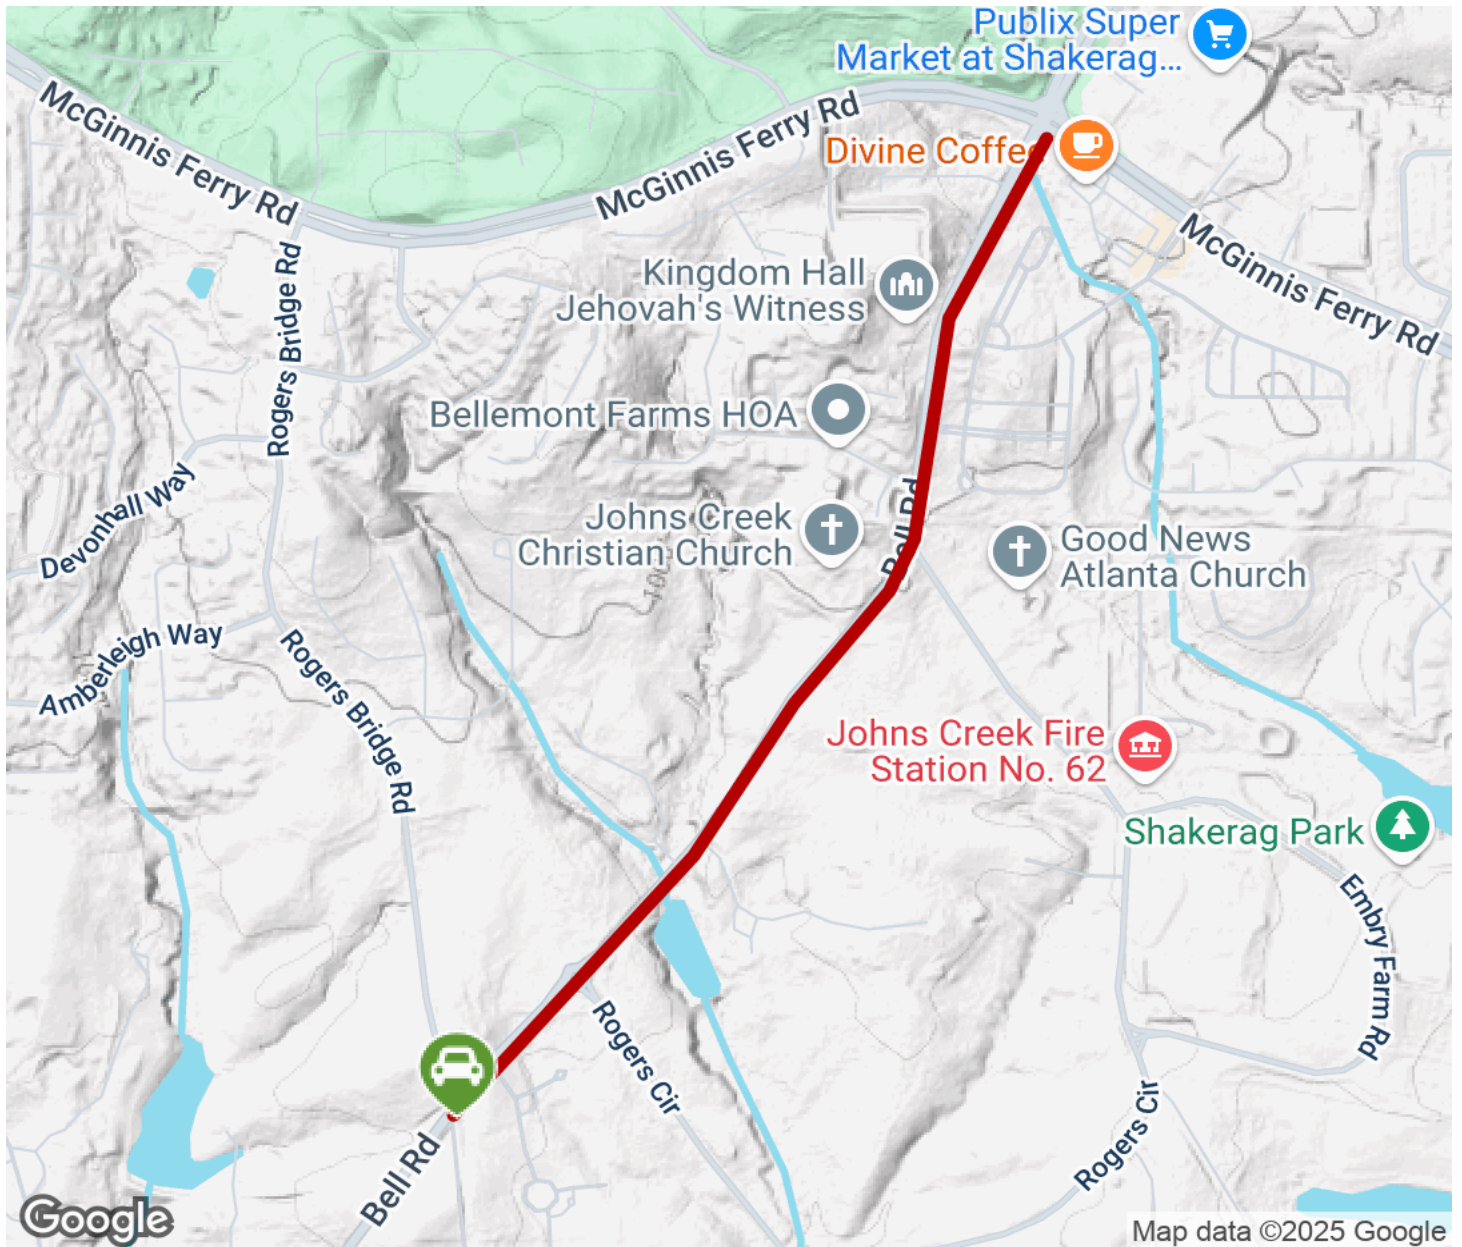 Publix Super
Market at Shakerag...
McGinnis Ferry Rd
McGinnis Ferry Rd
Divine Coffee
McGinnis Ferry Rd
Rogers Bridge Rd
Kingdom Hall
Jehovah's Witness
Bellemont Farms HOA
Devonhall Way
Bell Rd
Johns Creek
Christian Church
Good News
Atlanta Church
Amberleigh Way
Rogers Bridge Rd
Johns Creek Fire
Station No. 62
Shakerag Park
Embry Farm Rd
Rogers Cir
Rogers Cir
Bell Rd
Google
Map data ©2025 Google